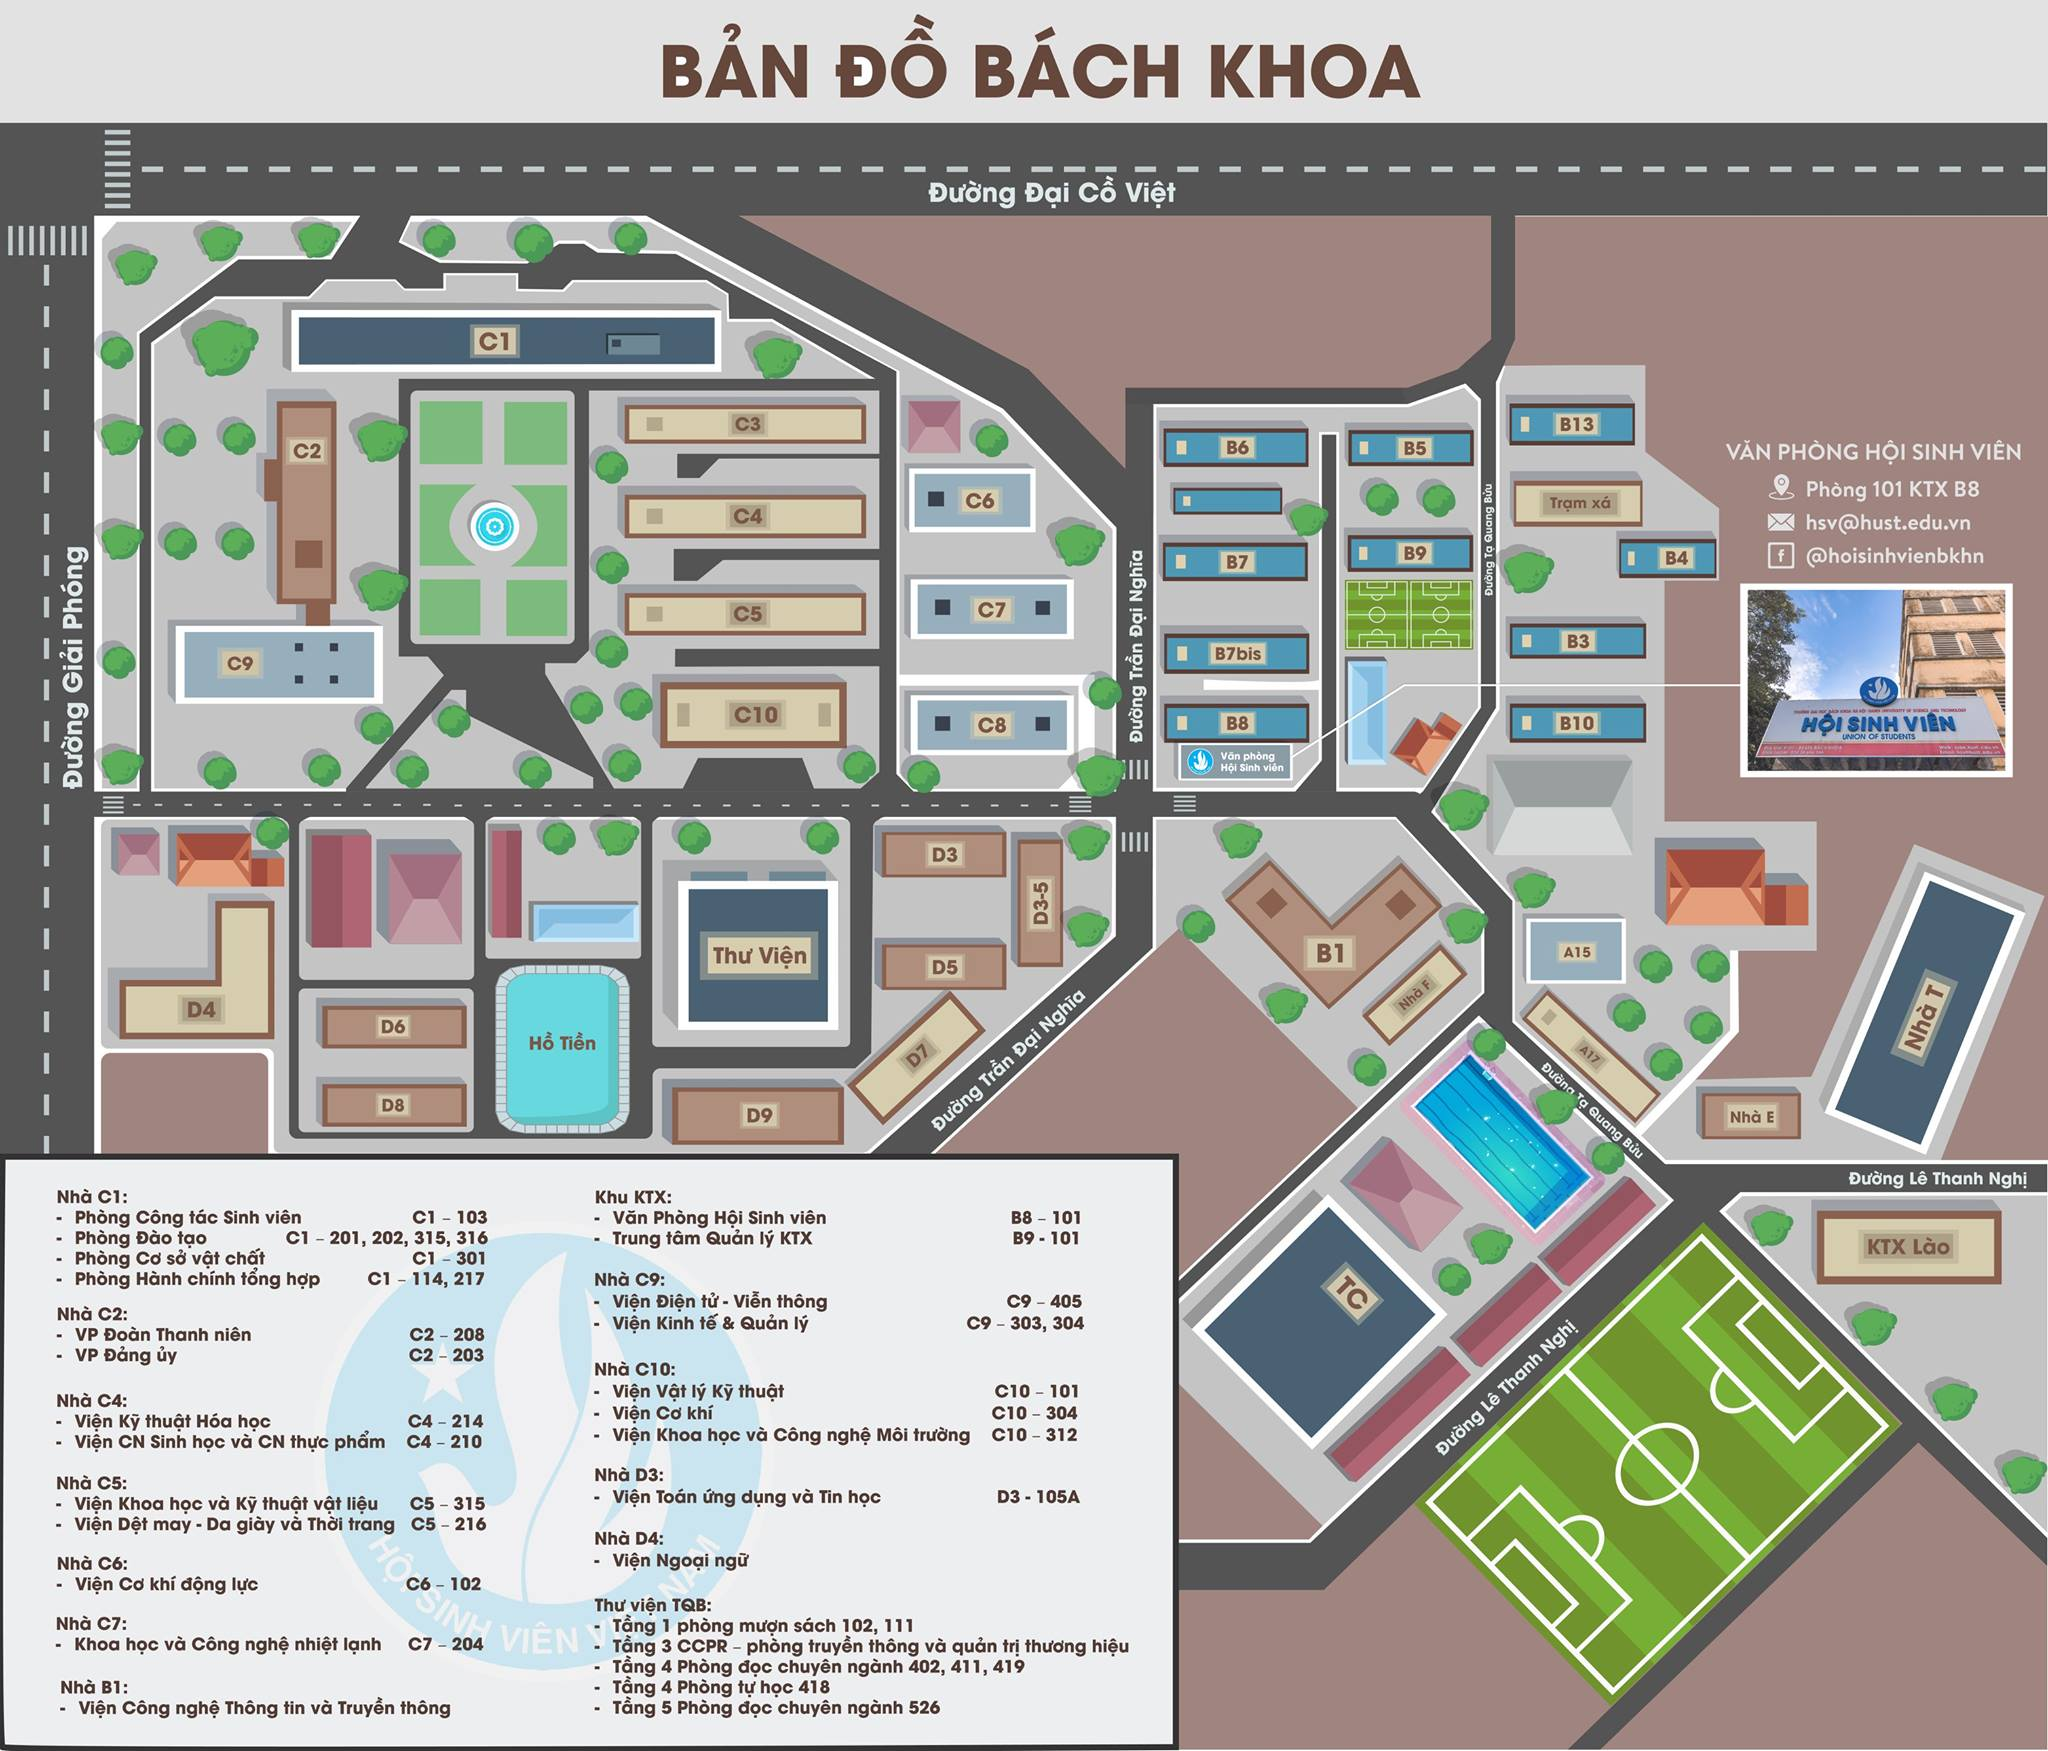 BẢN ĐỒ BÁCH KHOA
Đường Đại Cồ Việt
Đường Giải Phóng
C1
C2
C3
C4
C5
C6
C7
C8
C9
C10
Đường Trần Đại Nghĩa
B6
B5
B7
B9
B7bis
B8
Văn phòng
Hội Sinh viên
Đường Tạ Quang Bửu
B13
Trạm xá
B4
B3
B10
VĂN PHÒNG HỘI SINH VIÊN
Phòng 101 KTX B8
hsv@hust.edu.vn
f @hoisinhvienbkhn
HỘI SINH VIÊN
UNION OF STUDENTS
D4
D6
D8
Hồ Tiền
Thư Viện
D3
D3-5
D5
D7
D9
Đường Trần Đại Nghĩa
B1
Nhà F
A15
A17
Nhà T
Nhà E
Đường Tạ Quang Bửu
Đường Lê Thanh Nghị
KTX Lào
TC
Đường Lê Thanh Nghị
Nhà C1:
- Phòng Công tác Sinh viên C1 – 103
- Phòng Đào tạo C1 – 201, 202, 315, 316
- Phòng Cơ sở vật chất C1 – 301
- Phòng Hành chính tổng hợp C1 – 114, 217
Nhà C2:
- VP Đoàn Thanh niên C2 – 208
- VP Đảng ủy C2 – 203
Nhà C4:
- Viện Kỹ thuật Hóa học C4 – 214
- Viện CN Sinh học và CN thực phẩm C4 – 210
Nhà C5:
- Viện Khoa học và Kỹ thuật vật liệu C5 – 315
- Viện Dệt may - Da giày và Thời trang C5 – 216
Nhà C6:
- Viện Cơ khí động lực C6 – 102
Nhà C7:
- Khoa học và Công nghệ nhiệt lạnh C7 – 204
Nhà B1:
- Viện Công nghệ Thông tin và Truyền thông
Khu KTX:
- Văn Phòng Hội Sinh viên B8 – 101
- Trung tâm Quản lý KTX B9 - 101
Nhà C9:
- Viện Điện tử - Viễn thông C9 – 405
- Viện Kinh tế & Quản lý C9 – 303, 304
Nhà C10:
- Viện Vật lý Kỹ thuật C10 – 101
- Viện Cơ khí C10 – 304
- Viện Khoa học và Công nghệ Môi trường C10 – 312
Nhà D3:
- Viện Toán ứng dụng và Tin học D3 - 105A
Nhà D4:
- Viện Ngoại ngữ
Thư viện TQB:
- Tầng 1 phòng mượn sách 102, 111
- Tầng 3 CCPR – phòng truyền thông và quản trị thương hiệu
- Tầng 4 Phòng đọc chuyên ngành 402, 411, 419
- Tầng 4 Phòng tự học 418
- Tầng 5 Phòng đọc chuyên ngành 526
HỘI SINH VIÊN VIỆT NAM